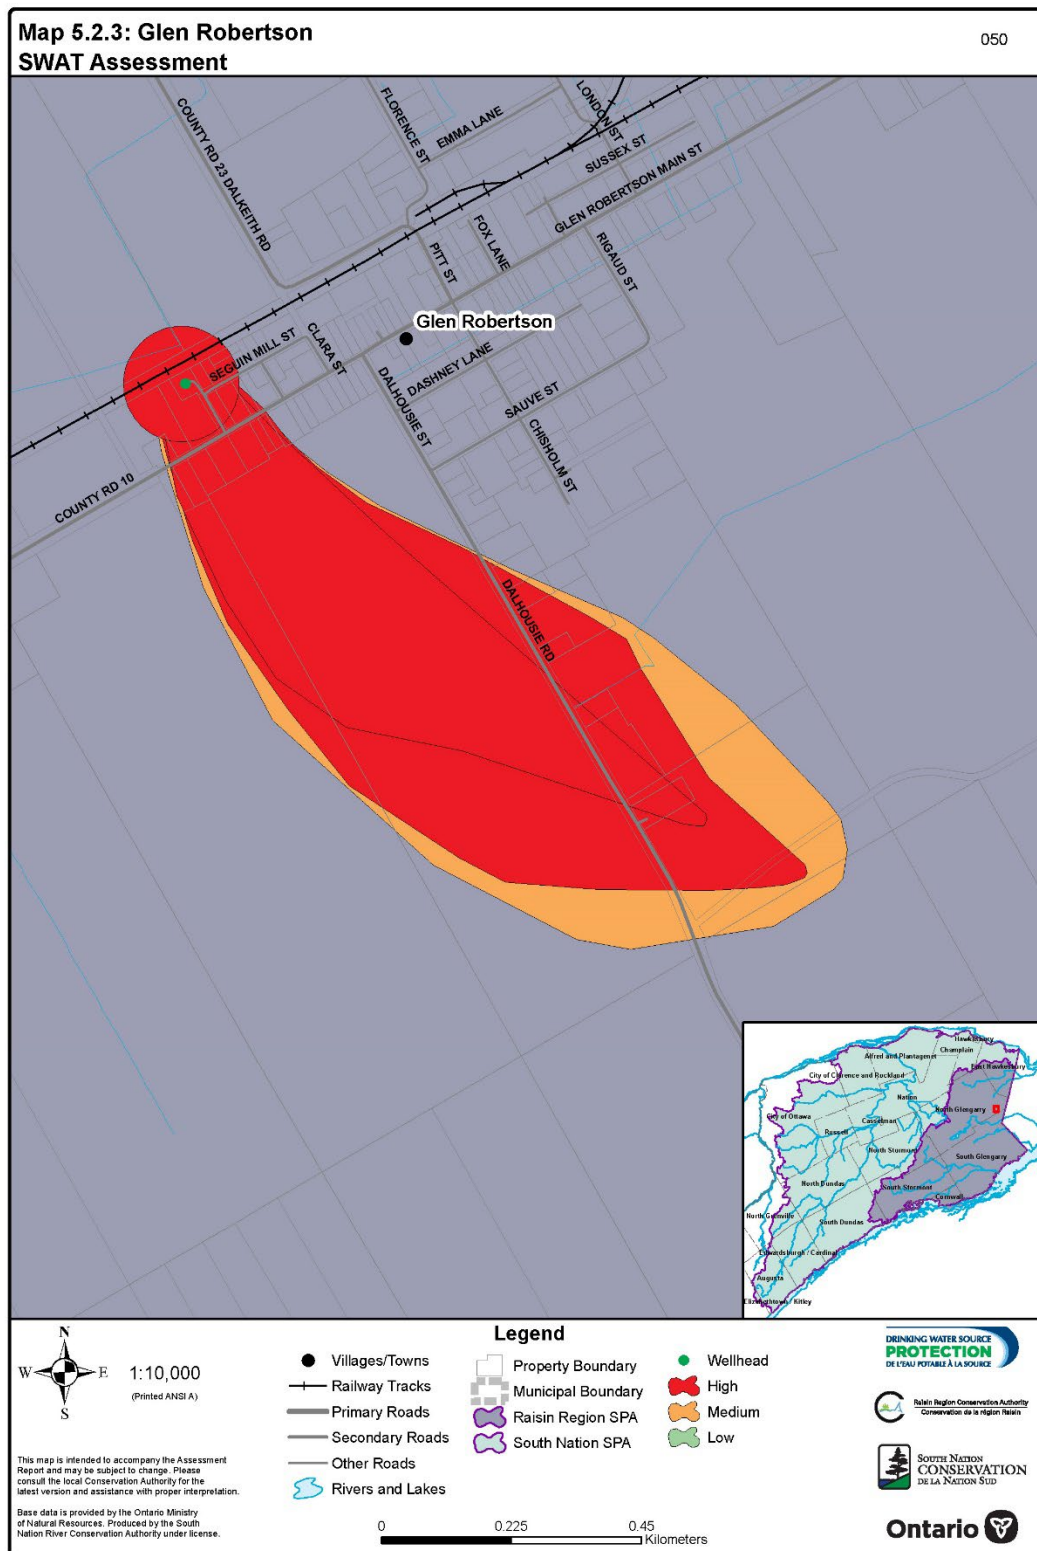 Map 5.2.3: Glen Robertson
SWAT Assessment
050
COUNTY RD 23 DALKEITH RD
FLORENCE ST
EMMA LANE
LONDON ST
SUSSEX ST
GLEN ROBERTSON MAIN ST
FOX LANE
PITT ST
RIGAUD ST
Glen Robertson
SEGUIN MILL ST
CLARA ST
DASHNEY LANE
DALHOUSIE ST
SAUVE ST
CHISHOLM ST
COUNTY RD 10
DALHOUSIE RD
Hawkesbury
Champlain
Alfred and Plantagenet
East Hawkesbury
City of Clarence and Rockland
Nation
North Glengarry
City of Ottawa
Casselman
Russell
North Stormont
South Glengarry
North Dundas
South Stormont
Cornwall
North Grenville
South Dundas
Edwardsburgh / Cardinal
Augusta
Elizabethtown - Kitley
N
W E
S
1:10,000
(Printed ANSI A)
This map is intended to accompany the Assessment
Report and may be subject to change. Please
consult the local Conservation Authority for the
latest version and assistance with proper interpretation.
Base data is provided by the Ontario Ministry
of Natural Resources. Produced by the South
Nation River Conservation Authority under license.
Legend
Villages/Towns
Railway Tracks
Primary Roads
Secondary Roads
Other Roads
Rivers and Lakes
Property Boundary
Municipal Boundary
Raisin Region SPA
South Nation SPA
Wellhead
High
Medium
Low
0 0.225 0.45
Kilometers
DRINKING WATER SOURCE
PROTECTION
DE L'EAU POTABLE À LA SOURCE
Raisin Region Conservation Authority
Conservation de la région Raisin
SOUTH NATION
CONSERVATION
DE LA NATION SUD
Ontario